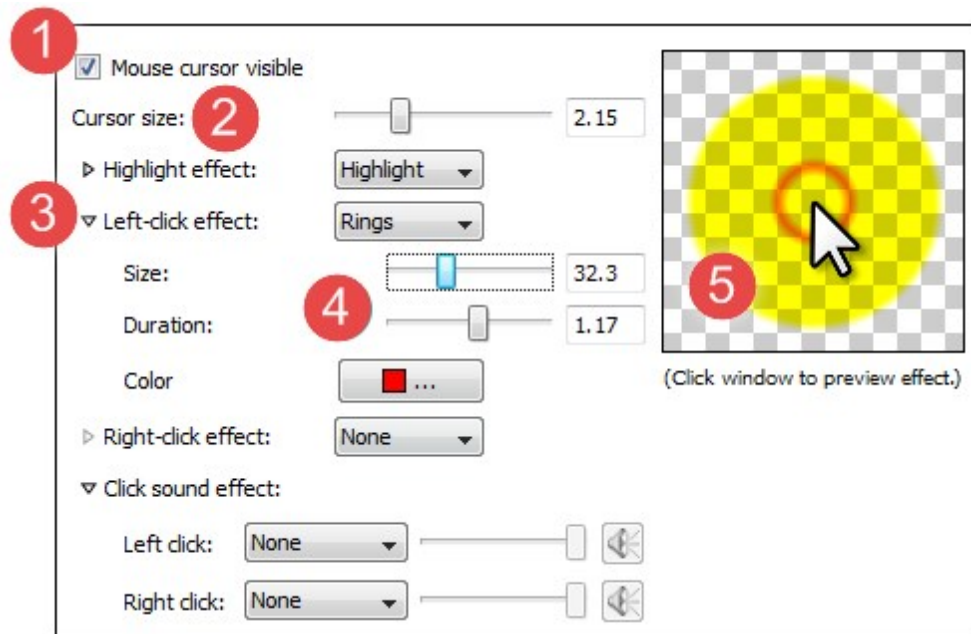 1
Mouse cursor visible
Cursor size: 2 2.15
Highlight effect: Highlight
3 Left-click effect: Rings
Size: 32.3
4
Duration: 1.17
Color ...
Right-click effect: None
Click sound effect:
Left click: None
Right click: None
5
(Click window to preview effect.)